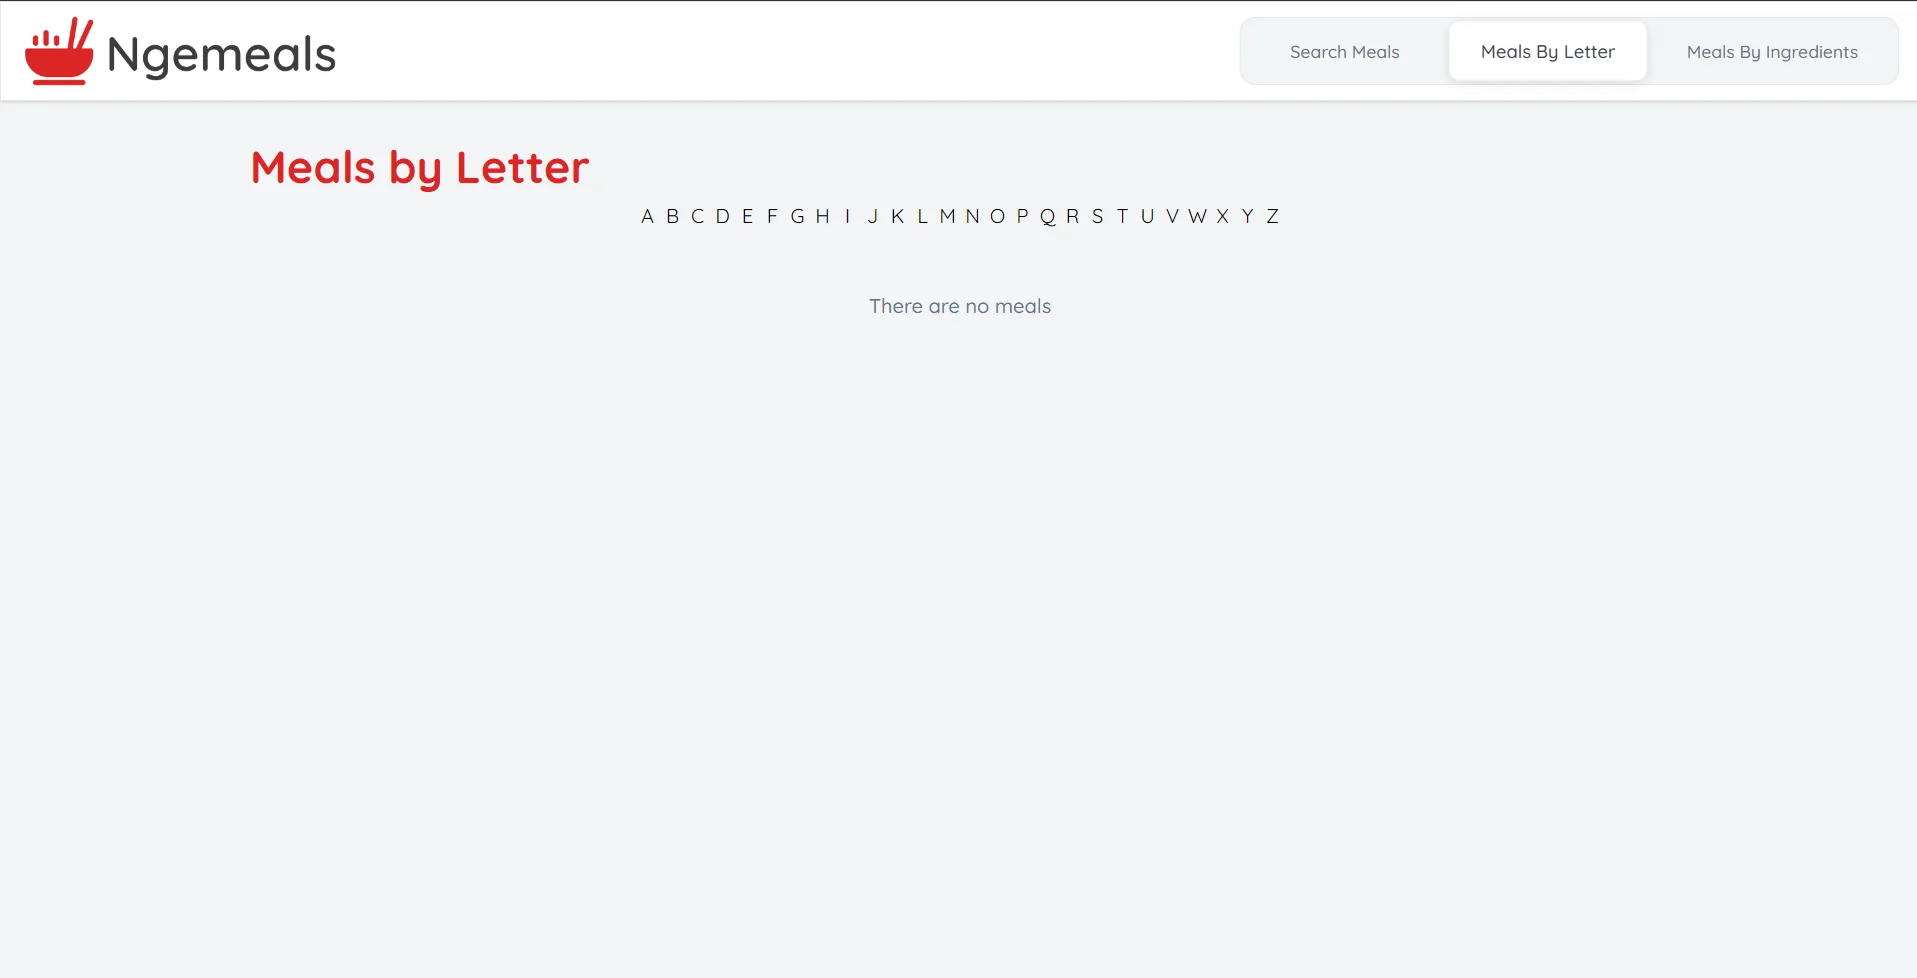 Ngemeals
Search Meals
Meals By Letter
Meals By Ingredients
Meals by Letter
A B C D E F G H I J K L M N O P Q R S T U V W X Y Z
There are no meals